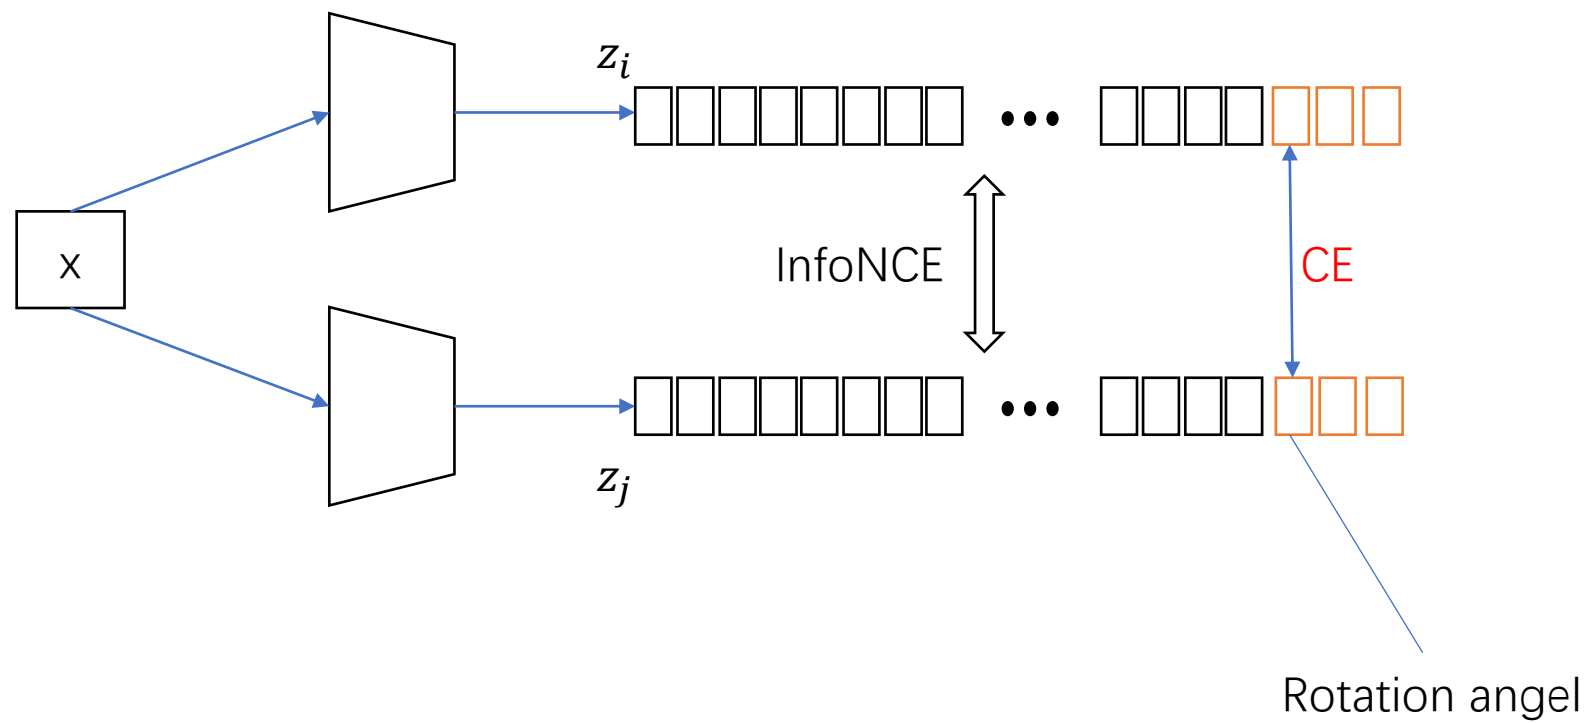 z_i
x
InfoNCE
CE
z_j
Rotation angel